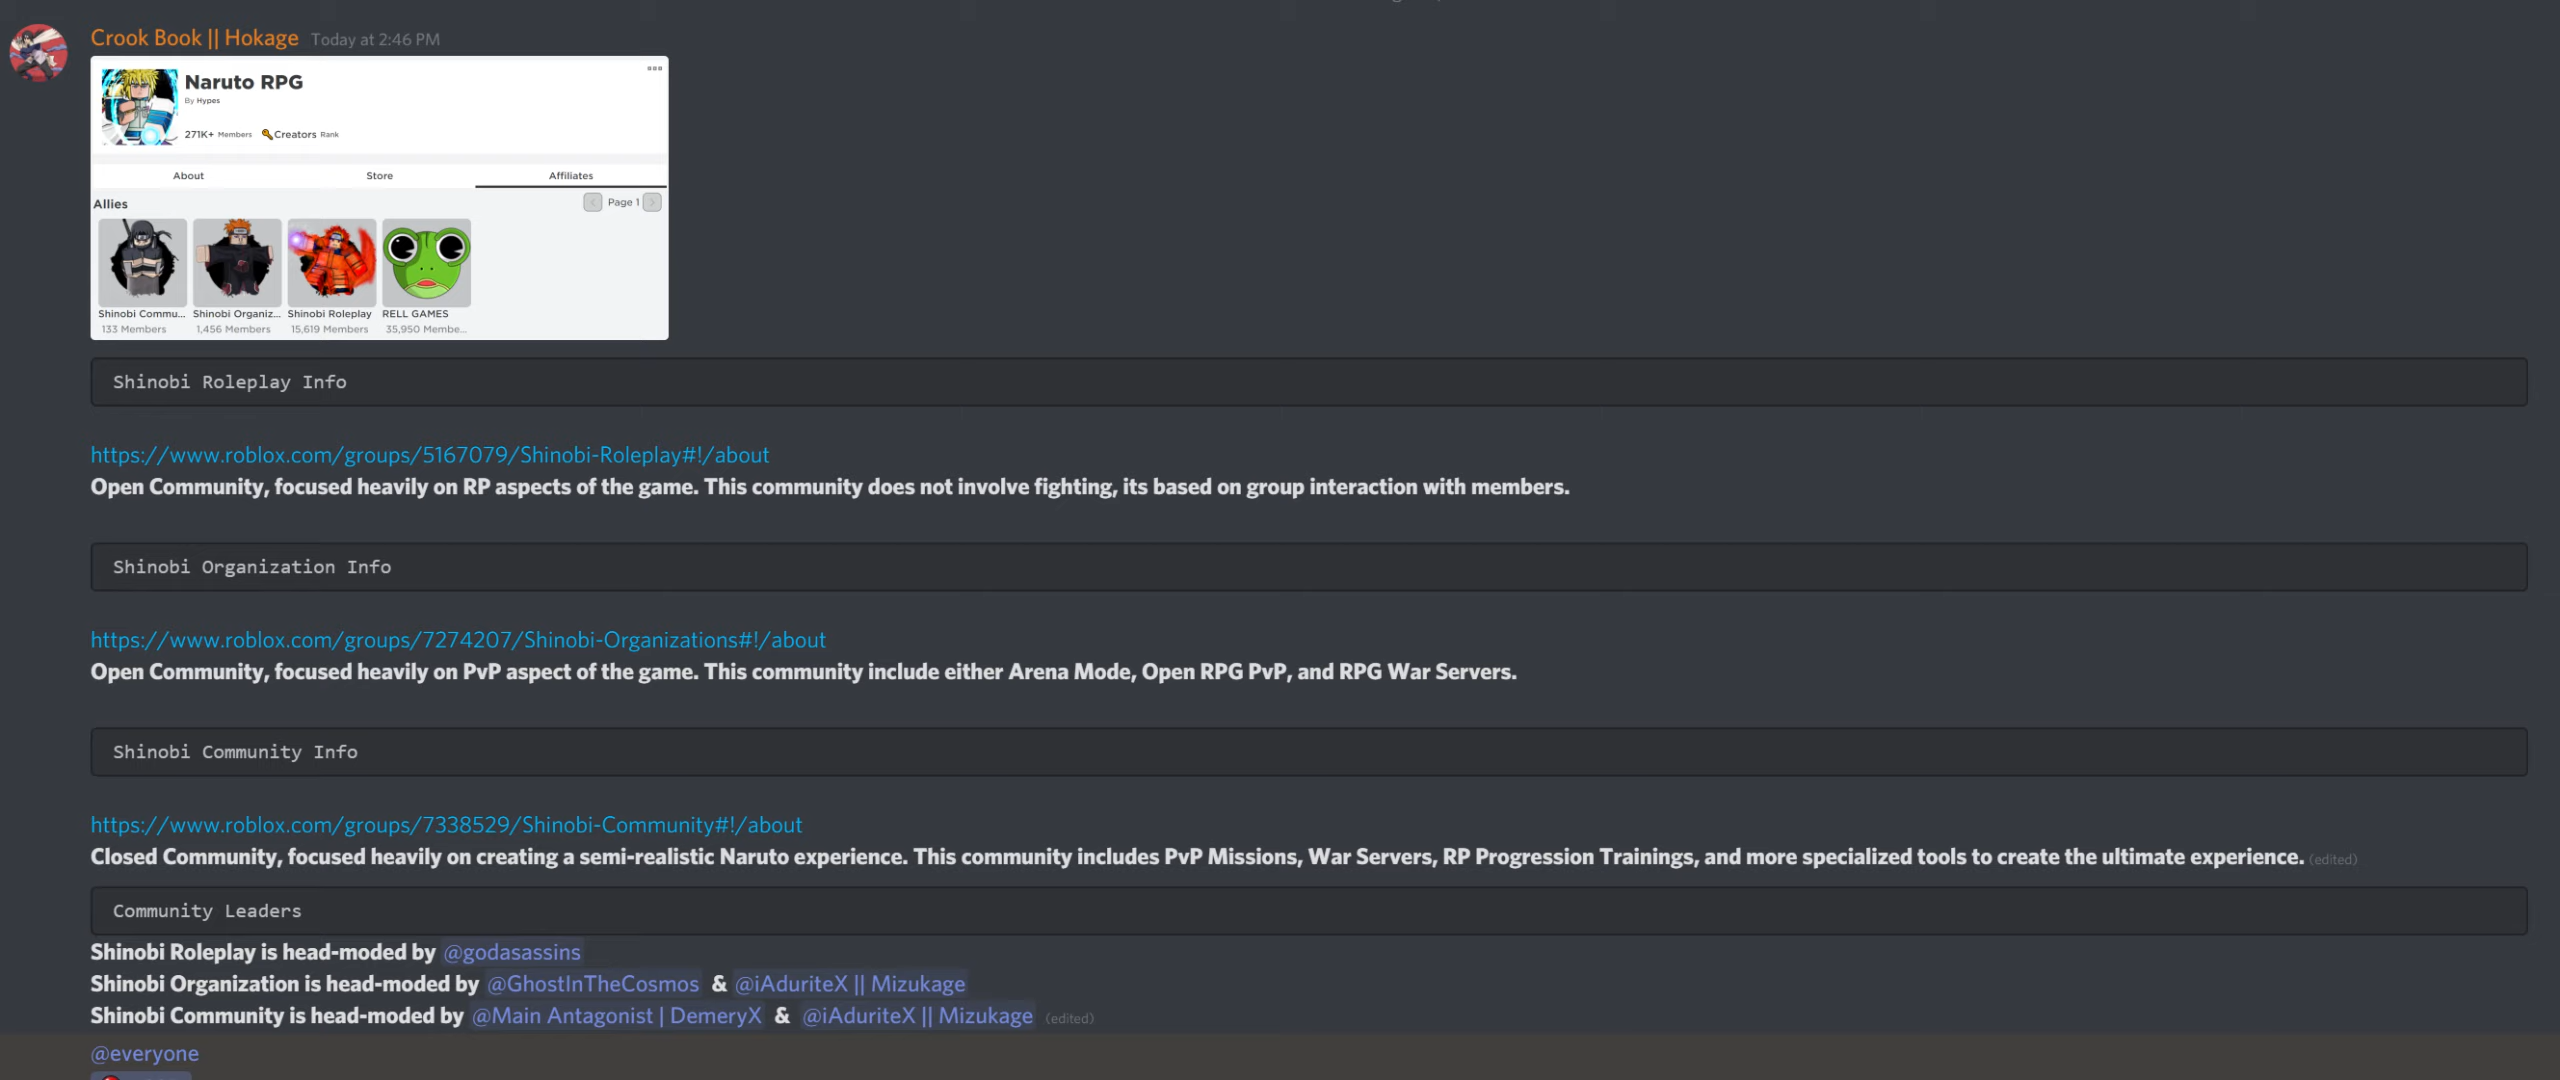 Crook Book || Hokage Today at 2:46 PM
Naruto RPG
By Hypes
271K+ Members Creators Rank
About Store Affiliates
Allies Page 1
Shinobi Commu... Shinobi Organiz... Shinobi Roleplay RELL GAMES
133 Members 1,456 Members 15,619 Members 35,950 Membe...
Shinobi Roleplay Info
https://www.roblox.com/groups/5167079/Shinobi-Roleplay#!/about
Open Community, focused heavily on RP aspects of the game. This community does not involve fighting, its based on group interaction with members.
Shinobi Organization Info
https://www.roblox.com/groups/7274207/Shinobi-Organizations#!/about
Open Community, focused heavily on PvP aspect of the game. This community include either Arena Mode, Open RPG PvP, and RPG War Servers.
Shinobi Community Info
https://www.roblox.com/groups/7338529/Shinobi-Community#!/about
Closed Community, focused heavily on creating a semi-realistic Naruto experience. This community includes PvP Missions, War Servers, RP Progression Trainings, and more specialized tools to create the ultimate experience. (edited)
Community Leaders
Shinobi Roleplay is head-moded by @godasassins
Shinobi Organization is head-moded by @GhostInTheCosmos & @iAduriteX || Mizukage
Shinobi Community is head-moded by @Main Antagonist | DemeryX & @iAduriteX || Mizukage (edited)
@everyone